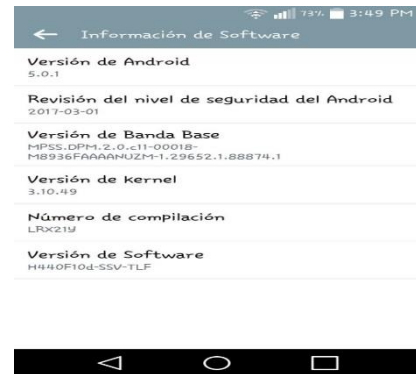 73% 3:49 PM
Información de Software
Versión de Android
5.0.1
Revisión del nivel de seguridad del Android
2017-03-01
Versión de Banda Base
MPSS.DPM.2.0.c11-00018-
M8936FAAAANUZM-1.29652.1.88874.1
Versión de kernel
3.10.49
Número de compilación
LRX21Y
Versión de Software
H440F10d-SSV-TLF